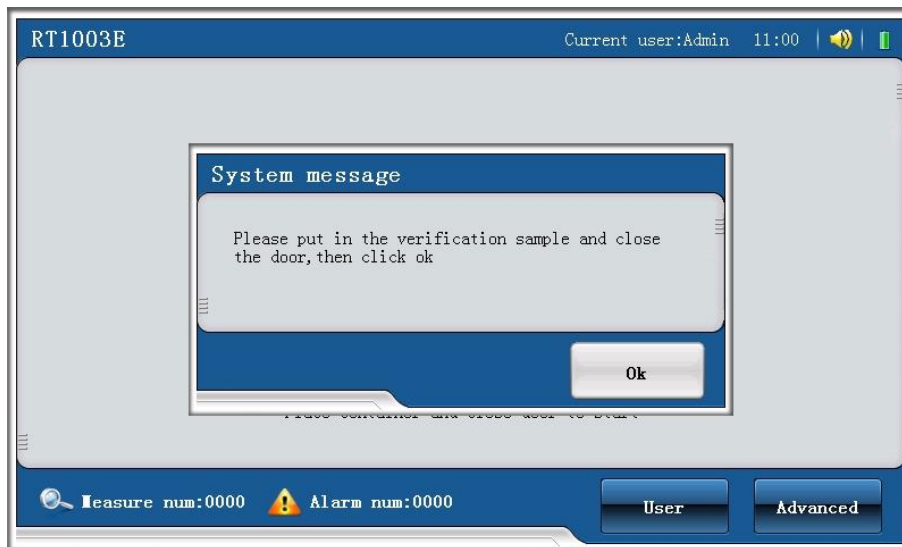 RT1003E
Current user:Admin 11:00
System message
Please put in the verification sample and close
the door,then click ok
Ok
Measure num:0000
Alarm num:0000
User
Advanced